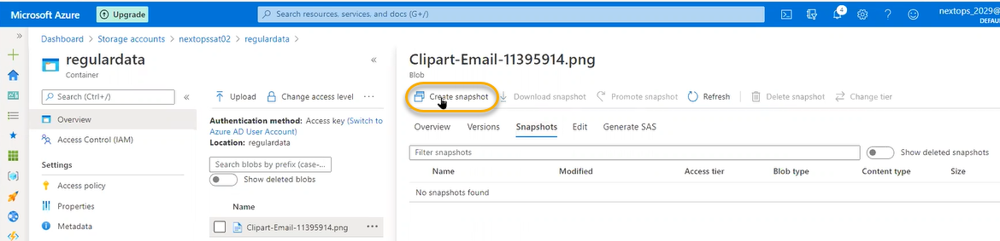 Microsoft Azure
Upgrade
Search resources, services, and docs (G+/)
4
nextops_2029@
DEFAU
Dashboard > Storage accounts > nextopssat02 > regulardata >
regulardata
Container
Search (Ctrl+/)
Overview
Access Control (IAM)
Settings
Access policy
Properties
Metadata
Upload
Change access level
Authentication method: Access key (Switch to
Azure AD User Account)
Location: regulardata
Search blobs by prefix (case-...
Show deleted blobs
Name
Clipart-Email-11395914.png
Clipart-Email-11395914.png
Blob
Create snapshot
Download snapshot
Promote snapshot
Refresh
Delete snapshot
Change tier
Overview
Versions
Snapshots
Edit
Generate SAS
Filter snapshots
Show deleted snapshots
Name
Modified
Access tier
Blob type
Content type
Size
No snapshots found